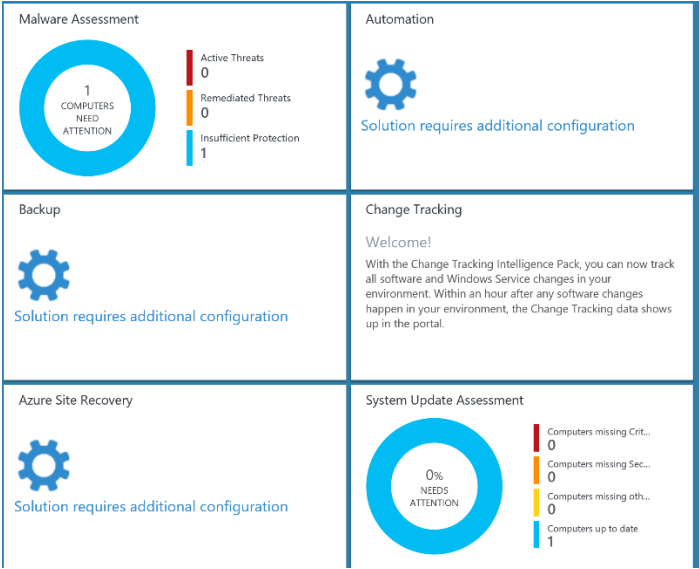 Malware Assessment
1
COMPUTERS
NEED
ATTENTION
Active Threats
0
Remediated Threats
0
Insufficient Protection
1
Automation
Solution requires additional configuration
Backup
Solution requires additional configuration
Change Tracking
Welcome!
With the Change Tracking Intelligence Pack, you can now track
all software and Windows Service changes in your
environment. Within an hour after any software changes
happen in your environment, the Change Tracking data shows
up in the portal.
Azure Site Recovery
Solution requires additional configuration
System Update Assessment
0%
NEEDS
ATTENTION
Computers missing Crit...
0
Computers missing Sec...
0
Computers missing oth...
0
Computers up to date
1